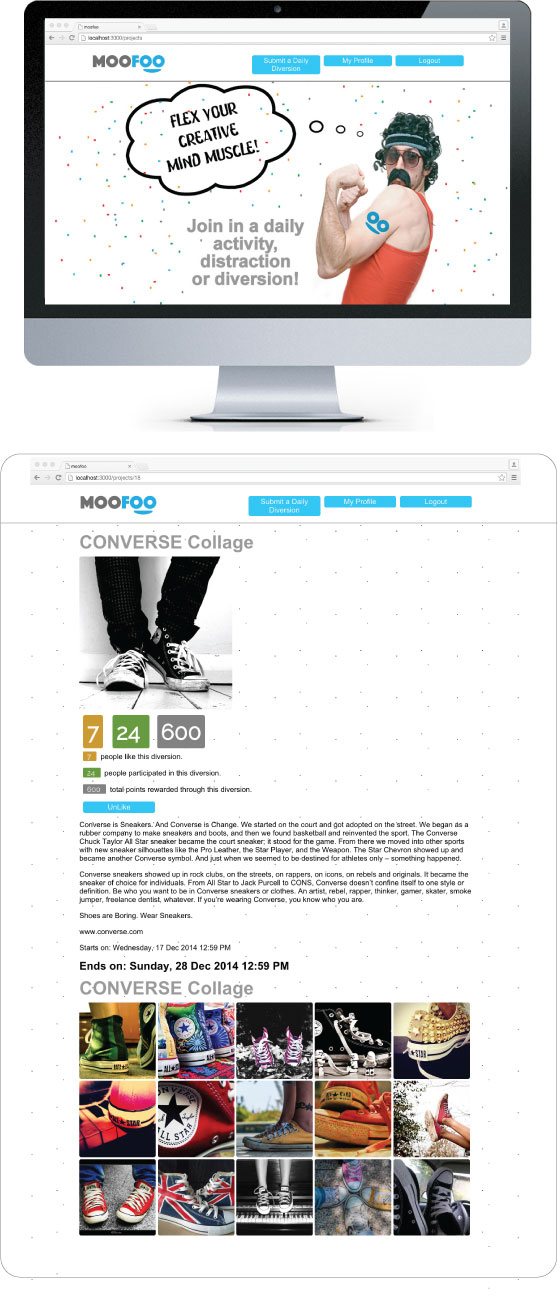 moofoo
localhost:3000/projects
MOOFOO
Submit a Daily
Diversion
My Profile
Logout
FLEX YOUR
CREATIVE
MIND MUSCLE!
Join in a daily
activity,
distraction
or diversion!
moofoo
localhost:3000/projects/18
MOOFOO
Submit a Daily
Diversion
My Profile
Logout
CONVERSE Collage
7 24 600
7 people like this diversion.
24 people participated in this diversion.
600 total points rewarded through this diversion.
UnLike
Converse is Sneakers. And Converse is Change. We started on the court and got adopted on the street. We began as a
rubber company to make sneakers and boots, and then we found basketball and reinvented the sport. The Converse
Chuck Taylor All Star sneaker became the court sneaker; it stood for the game. From there we moved into other sports
with new sneaker silhouettes like the Pro Leather, the Star Player, and the Weapon. The Star Chevron showed up and
became another Converse symbol. And just when we seemed to be destined for athletes only – something happened.
Converse sneakers showed up in rock clubs, on the streets, on rappers, on icons, on rebels and originals. It became the
sneaker of choice for individuals. From All Star to Jack Purcell to CONS, Converse doesn't confine itself to one style or
definition. Be who you want to be in Converse sneakers or clothes. An artist, rebel, rapper, thinker, gamer, skater, smoke
jumper, freelance dentist, whatever. If you're wearing Converse, you know who you are.
Shoes are Boring. Wear Sneakers.
www.converse.com
Starts on: Wednesday, 17 Dec 2014 12:59 PM
Ends on: Sunday, 28 Dec 2014 12:59 PM
CONVERSE Collage
ALL STAR
CONVERSE
ALL STAR